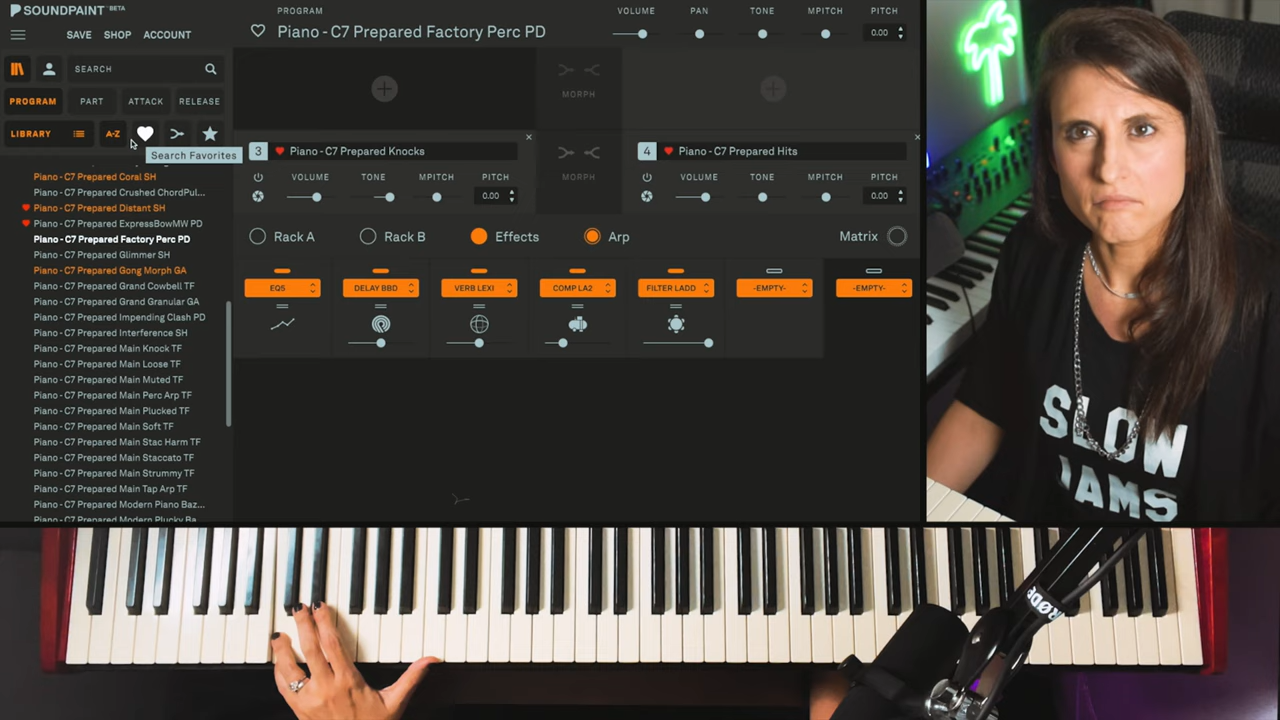 SOUNDPAINT BETA
SAVE SHOP ACCOUNT
SEARCH
PROGRAM PART ATTACK RELEASE
LIBRARY A-Z
Search Favorites
Piano - C7 Prepared Coral SH
Piano - C7 Prepared Crushed ChordPul...
Piano - C7 Prepared Distant SH
Piano - C7 Prepared ExpressBowMW PD
Piano - C7 Prepared Factory Perc PD
Piano - C7 Prepared Glimmer SH
Piano - C7 Prepared Gong Morph GA
Piano - C7 Prepared Grand Cowbell TF
Piano - C7 Prepared Grand Granular GA
Piano - C7 Prepared Impending Clash PD
Piano - C7 Prepared Interference SH
Piano - C7 Prepared Main Knock TF
Piano - C7 Prepared Main Loose TF
Piano - C7 Prepared Main Muted TF
Piano - C7 Prepared Main Perc Arp TF
Piano - C7 Prepared Main Plucked TF
Piano - C7 Prepared Main Soft TF
Piano - C7 Prepared Main Stac Harm TF
Piano - C7 Prepared Main Staccato TF
Piano - C7 Prepared Main Strummy TF
Piano - C7 Prepared Main Tap Arp TF
Piano - C7 Prepared Modern Piano Baz...
Piano - C7 Prepared Modern Plucky Ba
PROGRAM
Piano - C7 Prepared Factory Perc PD
VOLUME PAN TONE MPITCH PITCH
0.00
MORPH
3 Piano - C7 Prepared Knocks
VOLUME TONE MPITCH PITCH
0.00
MORPH
4 Piano - C7 Prepared Hits
VOLUME TONE MPITCH PITCH
0.00
Rack A Rack B Effects Arp Matrix
EQ5 DELAY BBD VERB LEXI COMP LA2 FILTER LADD -EMPTY- -EMPTY-
SLOW
JAMS
RØDE